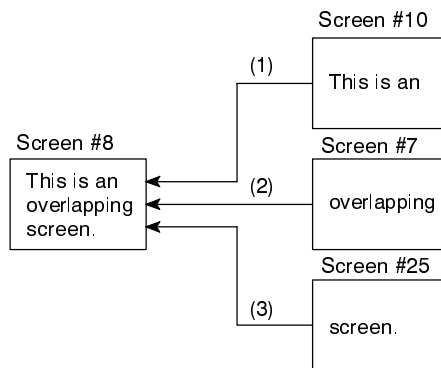 Screen #10
(1)
This is an
Screen #8
Screen #7
This is an
overlapping
screen.
(2)
overlapping
Screen #25
(3)
screen.